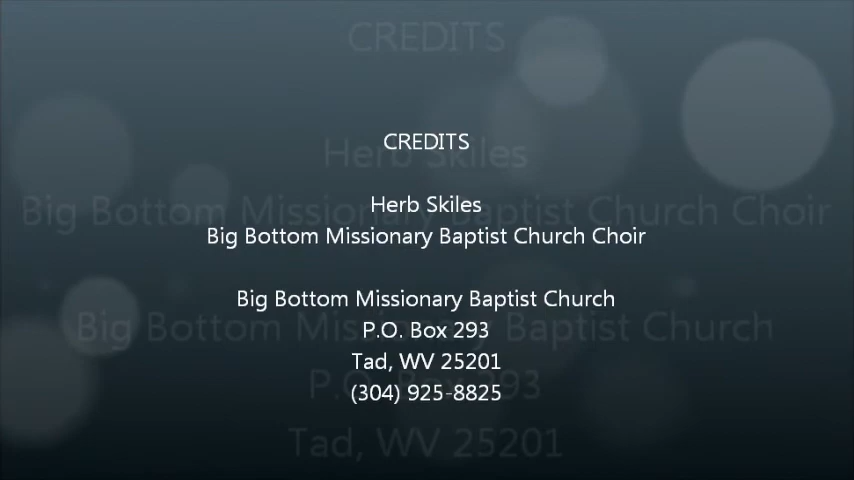 CREDITS
Herb Skiles
Big Bottom Missionary Baptist Church Choir
Big Bottom Missionary Baptist Church
P.O. Box 293
Tad, WV 25201
(304) 925-8825